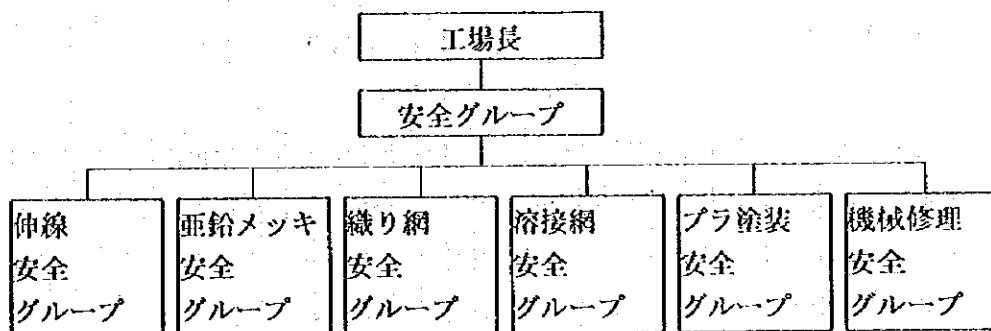 工場長
安全グループ
伸線
安全
グループ
亜鉛メッキ
安全
グループ
織り網
安全
グループ
溶接網
安全
グループ
プラ塗装
安全
グループ
機械修理
安全
グループ